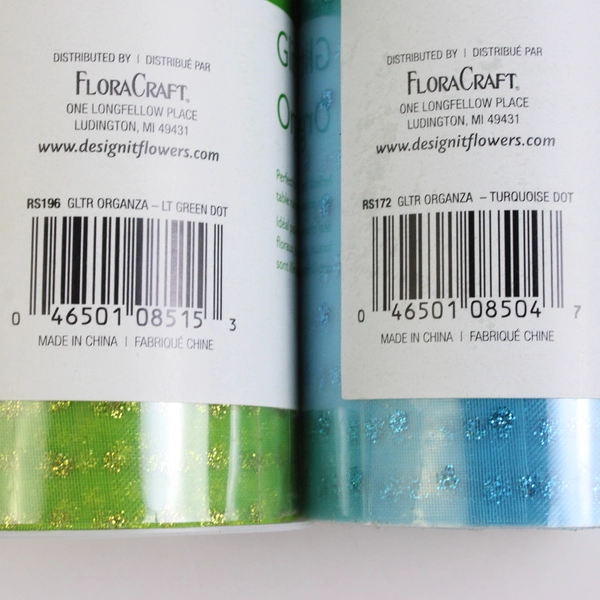 DISTRIBUTED BY | DISTRIBUÉ PAR
FLORACRAFT®
ONE LONGFELLOW PLACE
LUDINGTON, MI 49431
www.designitflowers.com
RS196 GLTR ORGANZA – LT GREEN DOT
0 46501 08515 3
MADE IN CHINA | FABRIQUÉ CHINE
DISTRIBUTED BY | DISTRIBUÉ PAR
FLORACRAFT®
ONE LONGFELLOW PLACE
LUDINGTON, MI 49431
www.designitflowers.com
RS172 GLTR ORGANZA – TURQUOISE DOT
0 46501 08504 7
MADE IN CHINA | FABRIQUÉ CHINE